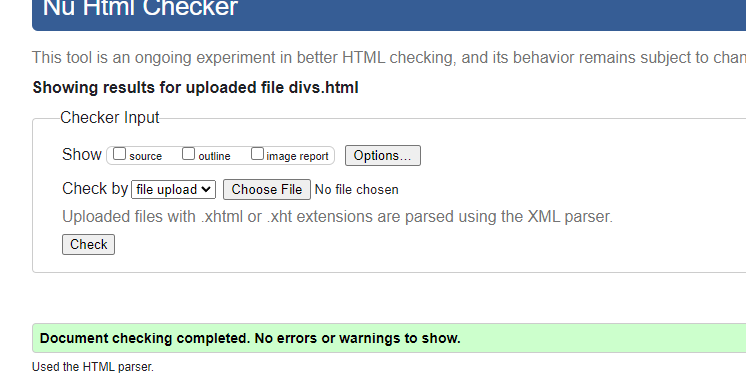 Nu Html Checker
This tool is an ongoing experiment in better HTML checking, and its behavior remains subject to chan
Showing results for uploaded file divs.html
Checker Input
Show source outline image report Options...
Check by file upload Choose File No file chosen
Uploaded files with .xhtml or .xht extensions are parsed using the XML parser.
Check
Document checking completed. No errors or warnings to show.
Used the HTML parser.